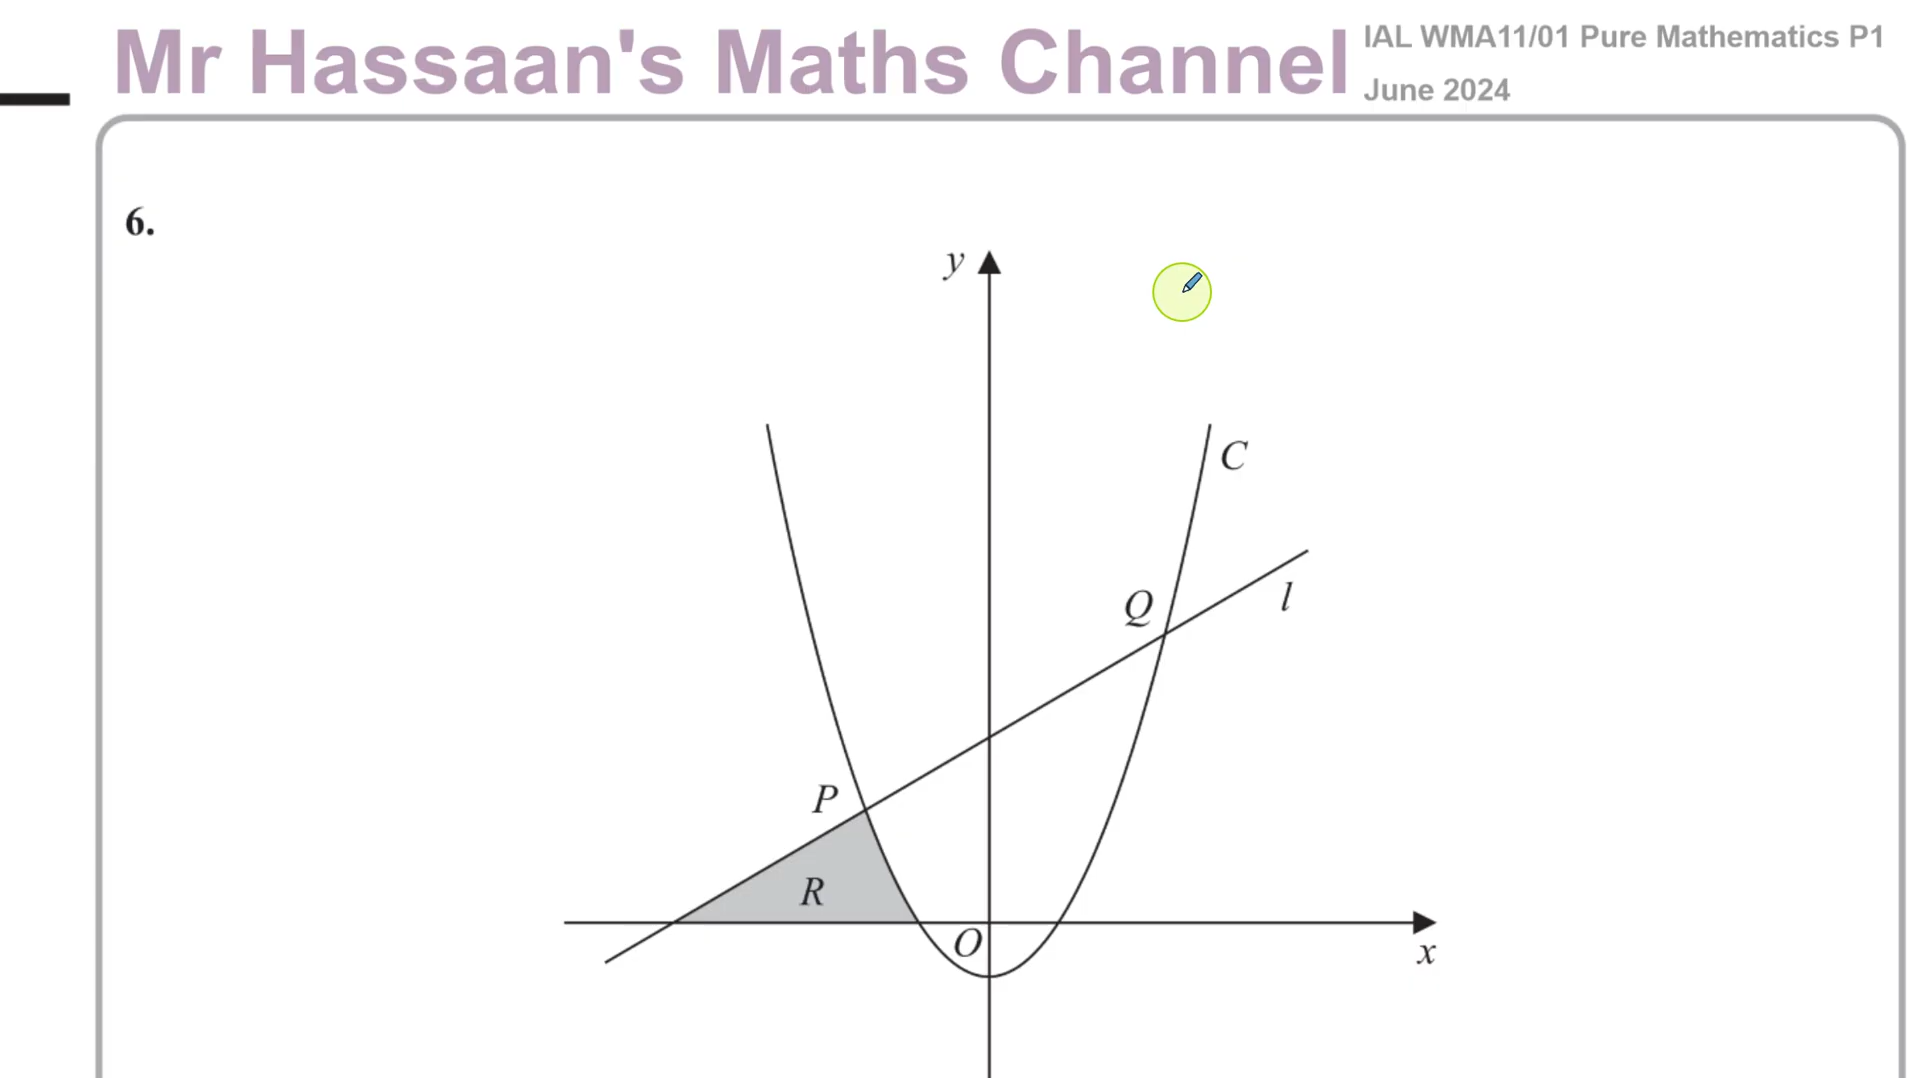 Mr Hassaan's Maths Channel
IAL WMA11/01 Pure Mathematics P1
June 2024
6.
y
C
Q
l
P
R
O
x